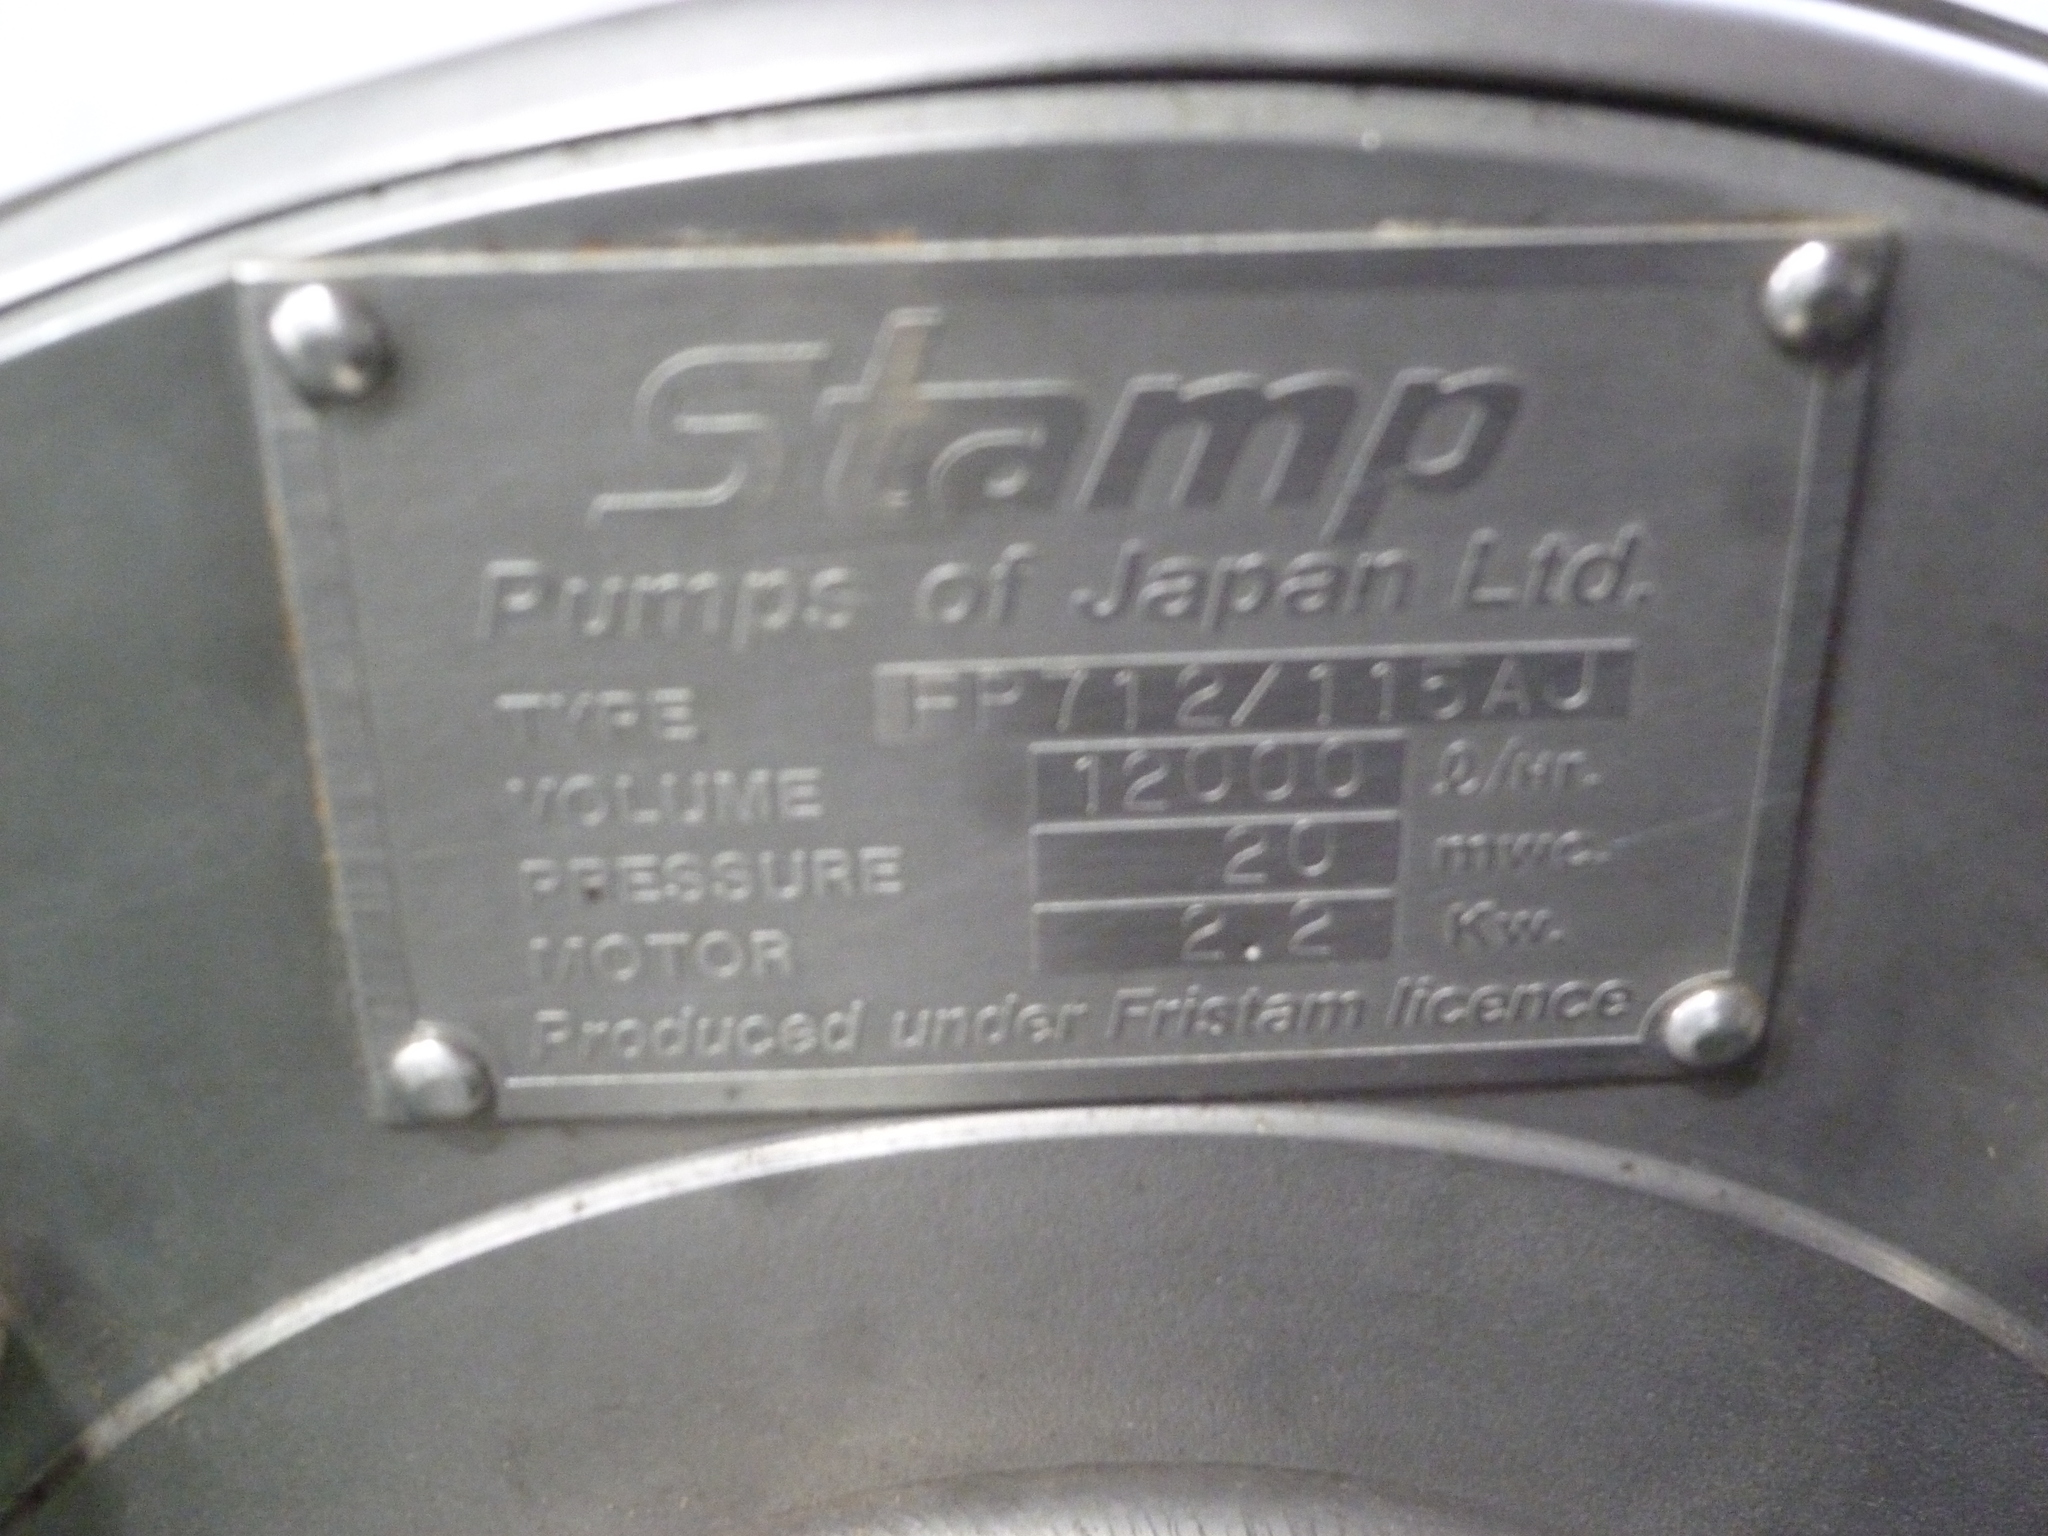 Stamp
Pumps of Japan Ltd.
TYPE FP712/115AJ
VOLUME 12000 ℓ/Hr.
PRESSURE 20 mwc.
MOTOR 2.2 Kw.
Produced under Fristam licence